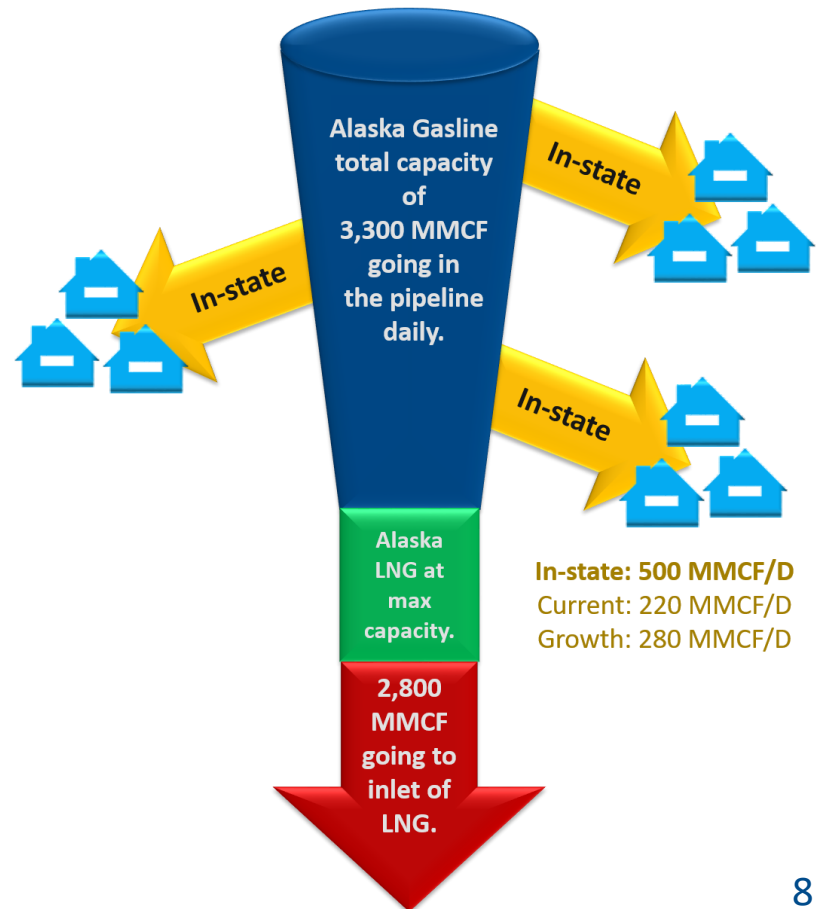 Alaska Gasline
total capacity
of
3,300 MMCF
going in
the pipeline
daily.
In-state
In-state
In-state
Alaska
LNG at
max
capacity.
In-state: 500 MMCF/D
Current: 220 MMCF/D
Growth: 280 MMCF/D
2,800
MMCF
going to
inlet of
LNG.
8